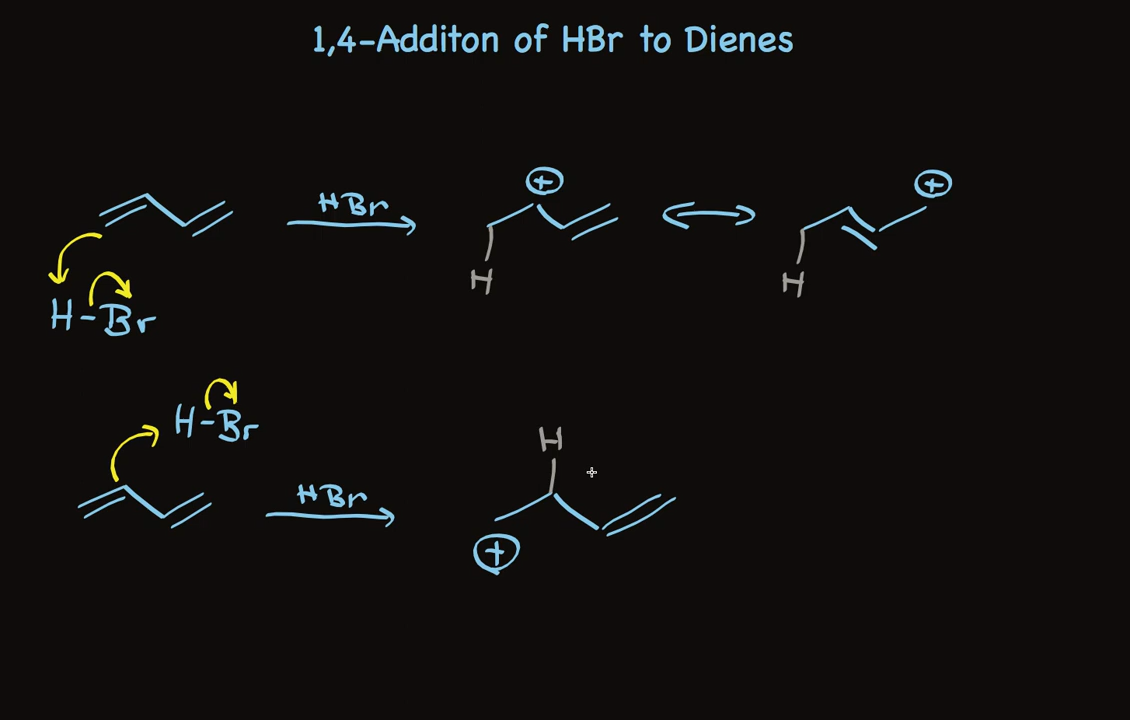 1,4-Additon of HBr to Dienes
HBr
+
+
H
H
H-Br
H-Br
H
HBr
+